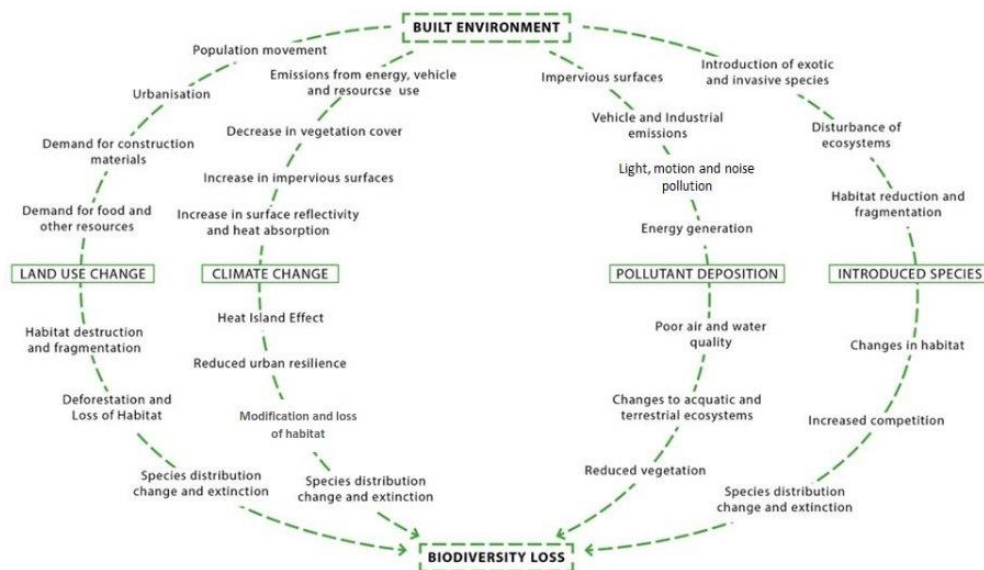 BUILT ENVIRONMENT
Population movement
Urbanisation
Demand for construction
materials
Demand for food and
other resources
LAND USE CHANGE
Habitat destruction
and fragmentation
Deforestation and
Loss of Habitat
Species distribution
change and extinction
Emissions from energy, vehicle
and resourcse use
Decrease in vegetation cover
Increase in impervious surfaces
Increase in surface reflectivity
and heat absorption
CLIMATE CHANGE
Heat Island Effect
Reduced urban resilience
Modification and loss
of habitat
Species distribution
change and extinction
Impervious surfaces
Vehicle and Industrial
emissions
Light, motion and noise
pollution
Energy generation
POLLUTANT DEPOSITION
Poor air and water
quality
Changes to acquatic and
terrestrial ecosystems
Reduced vegetation
Introduction of exotic
and invasive species
Disturbance of
ecosystems
Habitat reduction and
fragmentation
INTRODUCED SPECIES
Changes in habitat
Increased competition
Species distribution
change and extinction
BIODIVERSITY LOSS